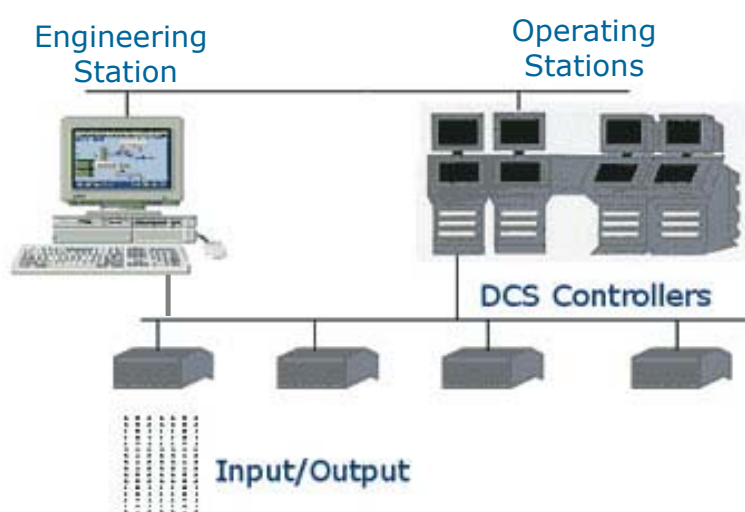 Engineering
Station
Operating
Stations
DCS Controllers
Input/Output